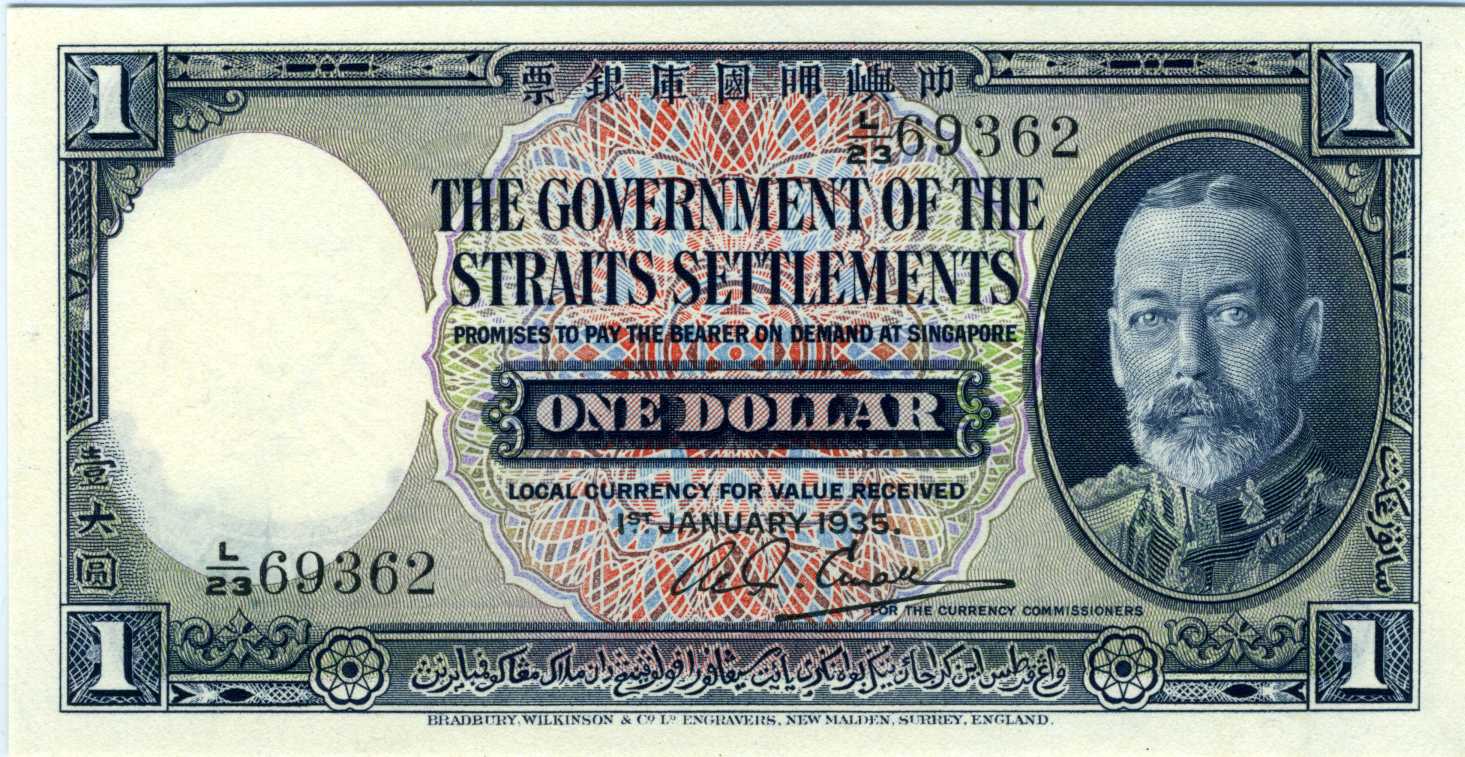 1
1
叻嶼呷國庫銀票
L/23 69362
THE GOVERNMENT OF THE
STRAITS SETTLEMENTS
PROMISES TO PAY THE BEARER ON DEMAND AT SINGAPORE
ONE DOLLAR
LOCAL CURRENCY FOR VALUE RECEIVED
1ST JANUARY 1935.
壹大圓
L/23 69362
FOR THE CURRENCY COMMISSIONERS
1
1
BRADBURY, WILKINSON & Co Ld ENGRAVERS, NEW MALDEN, SURREY, ENGLAND.